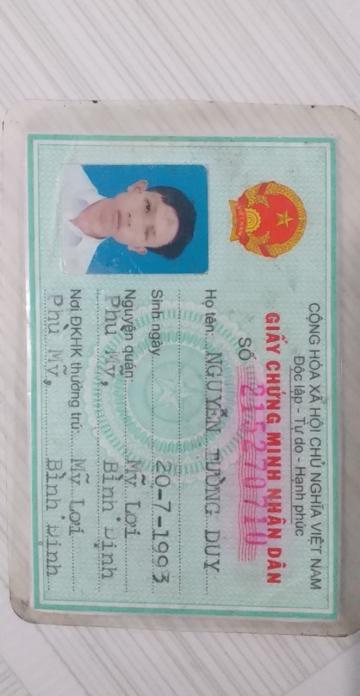 CỘNG HÒA XÃ HỘI CHỦ NGHĨA VIỆT NAM
Độc lập - Tự do - Hạnh phúc
GIẤY CHỨNG MINH NHÂN DÂN
SỐ 215270710
Họ tên: NGUYỄN TƯỜNG DUY
Sinh ngày 20-7-1993
Nguyên quán: Mỹ Lợi
Phù Mỹ, Bình Định
Nơi ĐKHK thường trú: Mỹ Lợi
Phù Mỹ, Bình Định